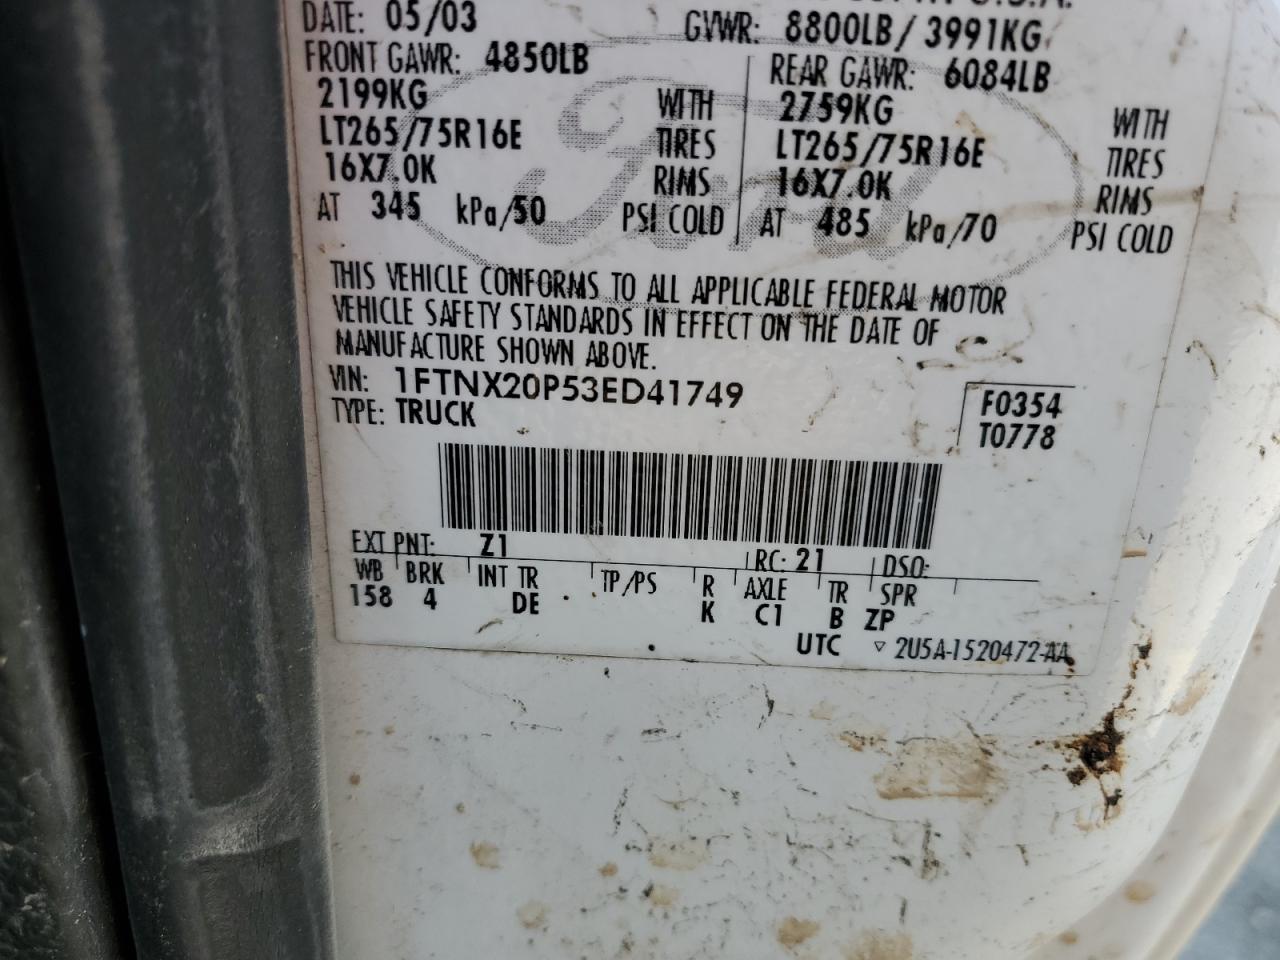 DATE: 05/03 GVWR: 8800LB/ 3991KG
FRONT GAWR: 4850LB REAR GAWR: 6084LB
2199KG WITH 2759KG WITH
LT265/75R16E TIRES LT265/75R16E TIRES
16X7.0K RIMS 16X7.0K RIMS
AT 345 kPa/50 PSI COLD AT 485 kPa/70 PSI COLD
THIS VEHICLE CONFORMS TO ALL APPLICABLE FEDERAL MOTOR
VEHICLE SAFETY STANDARDS IN EFFECT ON THE DATE OF
MANUFACTURE SHOWN ABOVE.
VIN: 1FTNX20P53ED41749
TYPE: TRUCK
F0354
T0778
EXT PNT: Z1 RC: 21 DSO:
WB BRK INT TR TP/PS R AXLE TR SPR
158 4 DE K C1 B ZP
UTC ▽ 2U5A-1520472-AA